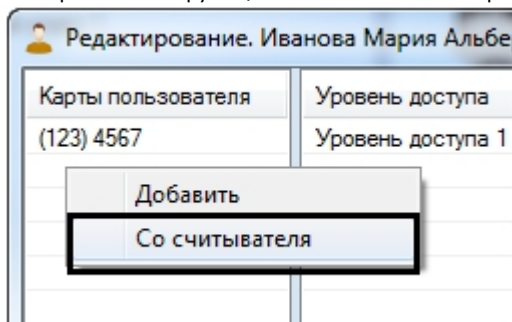 Редактирование. Иванова Мария Альбе
Карты пользователя Уровень доступа
(123) 4567 Уровень доступа 1
Добавить
Со считывателя